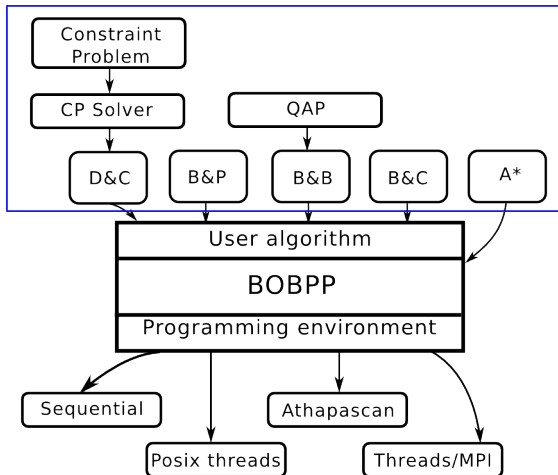 Constraint
Problem
CP Solver
QAP
D&C
B&P
B&B
B&C
A*
User algorithm
BOBPP
Programming environment
Sequential
Athapascan
Posix threads
Threads/MPI